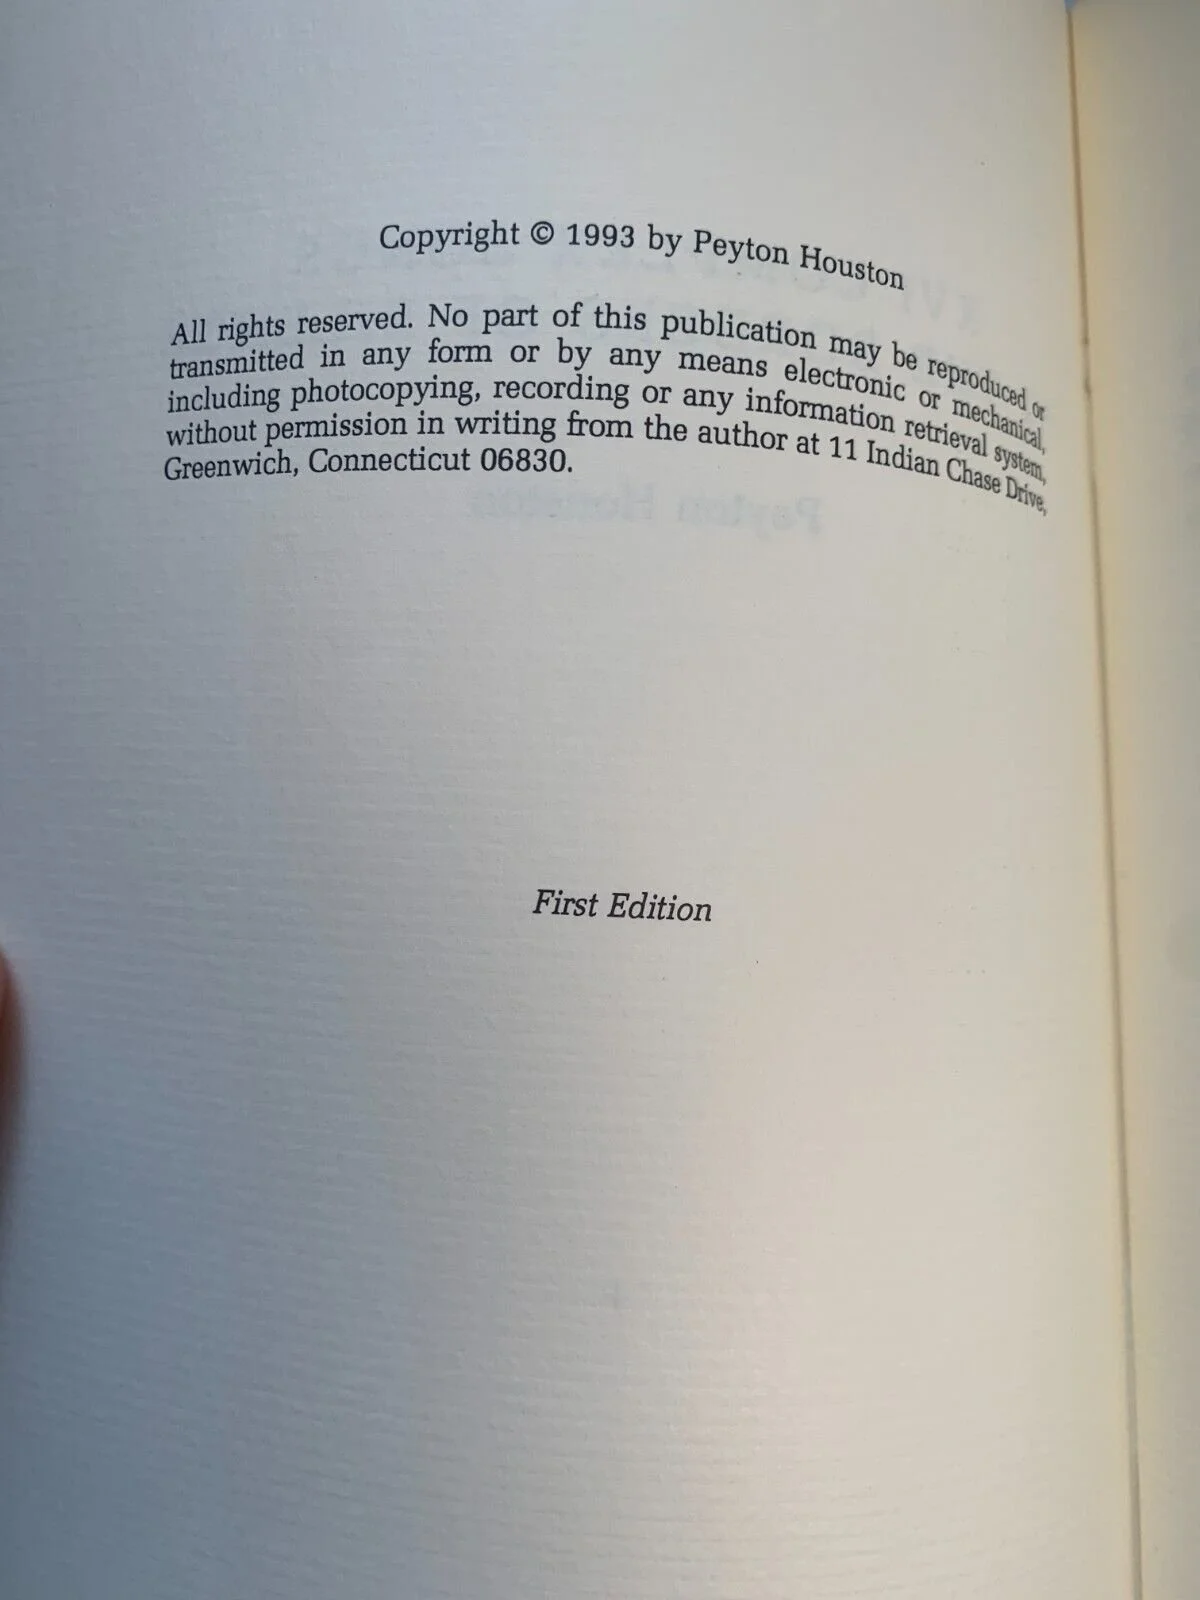 Copyright © 1993 by Peyton Houston
All rights reserved. No part of this publication may be reproduced or
transmitted in any form or by any means electronic or mechanical,
including photocopying, recording or any information retrieval system,
without permission in writing from the author at 11 Indian Chase Drive,
Greenwich, Connecticut 06830.
Peyton Houston
First Edition